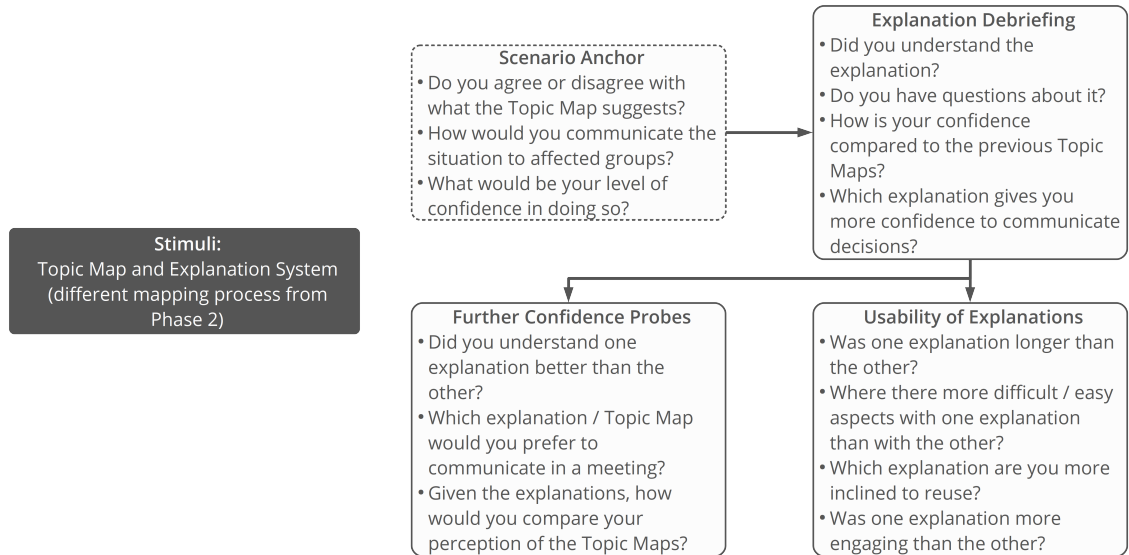 Stimuli:
Topic Map and Explanation System
(different mapping process from
Phase 2)
Scenario Anchor
• Do you agree or disagree with
what the Topic Map suggests?
• How would you communicate the
situation to affected groups?
• What would be your level of
confidence in doing so?
Explanation Debriefing
• Did you understand the
explanation?
• Do you have questions about it?
• How is your confidence
compared to the previous Topic
Maps?
• Which explanation gives you
more confidence to communicate
decisions?
Further Confidence Probes
• Did you understand one
explanation better than the
other?
• Which explanation / Topic Map
would you prefer to
communicate in a meeting?
• Given the explanations, how
would you compare your
perception of the Topic Maps?
Usability of Explanations
• Was one explanation longer than
the other?
• Where there more difficult / easy
aspects with one explanation
than with the other?
• Which explanation are you more
inclined to reuse?
• Was one explanation more
engaging than the other?